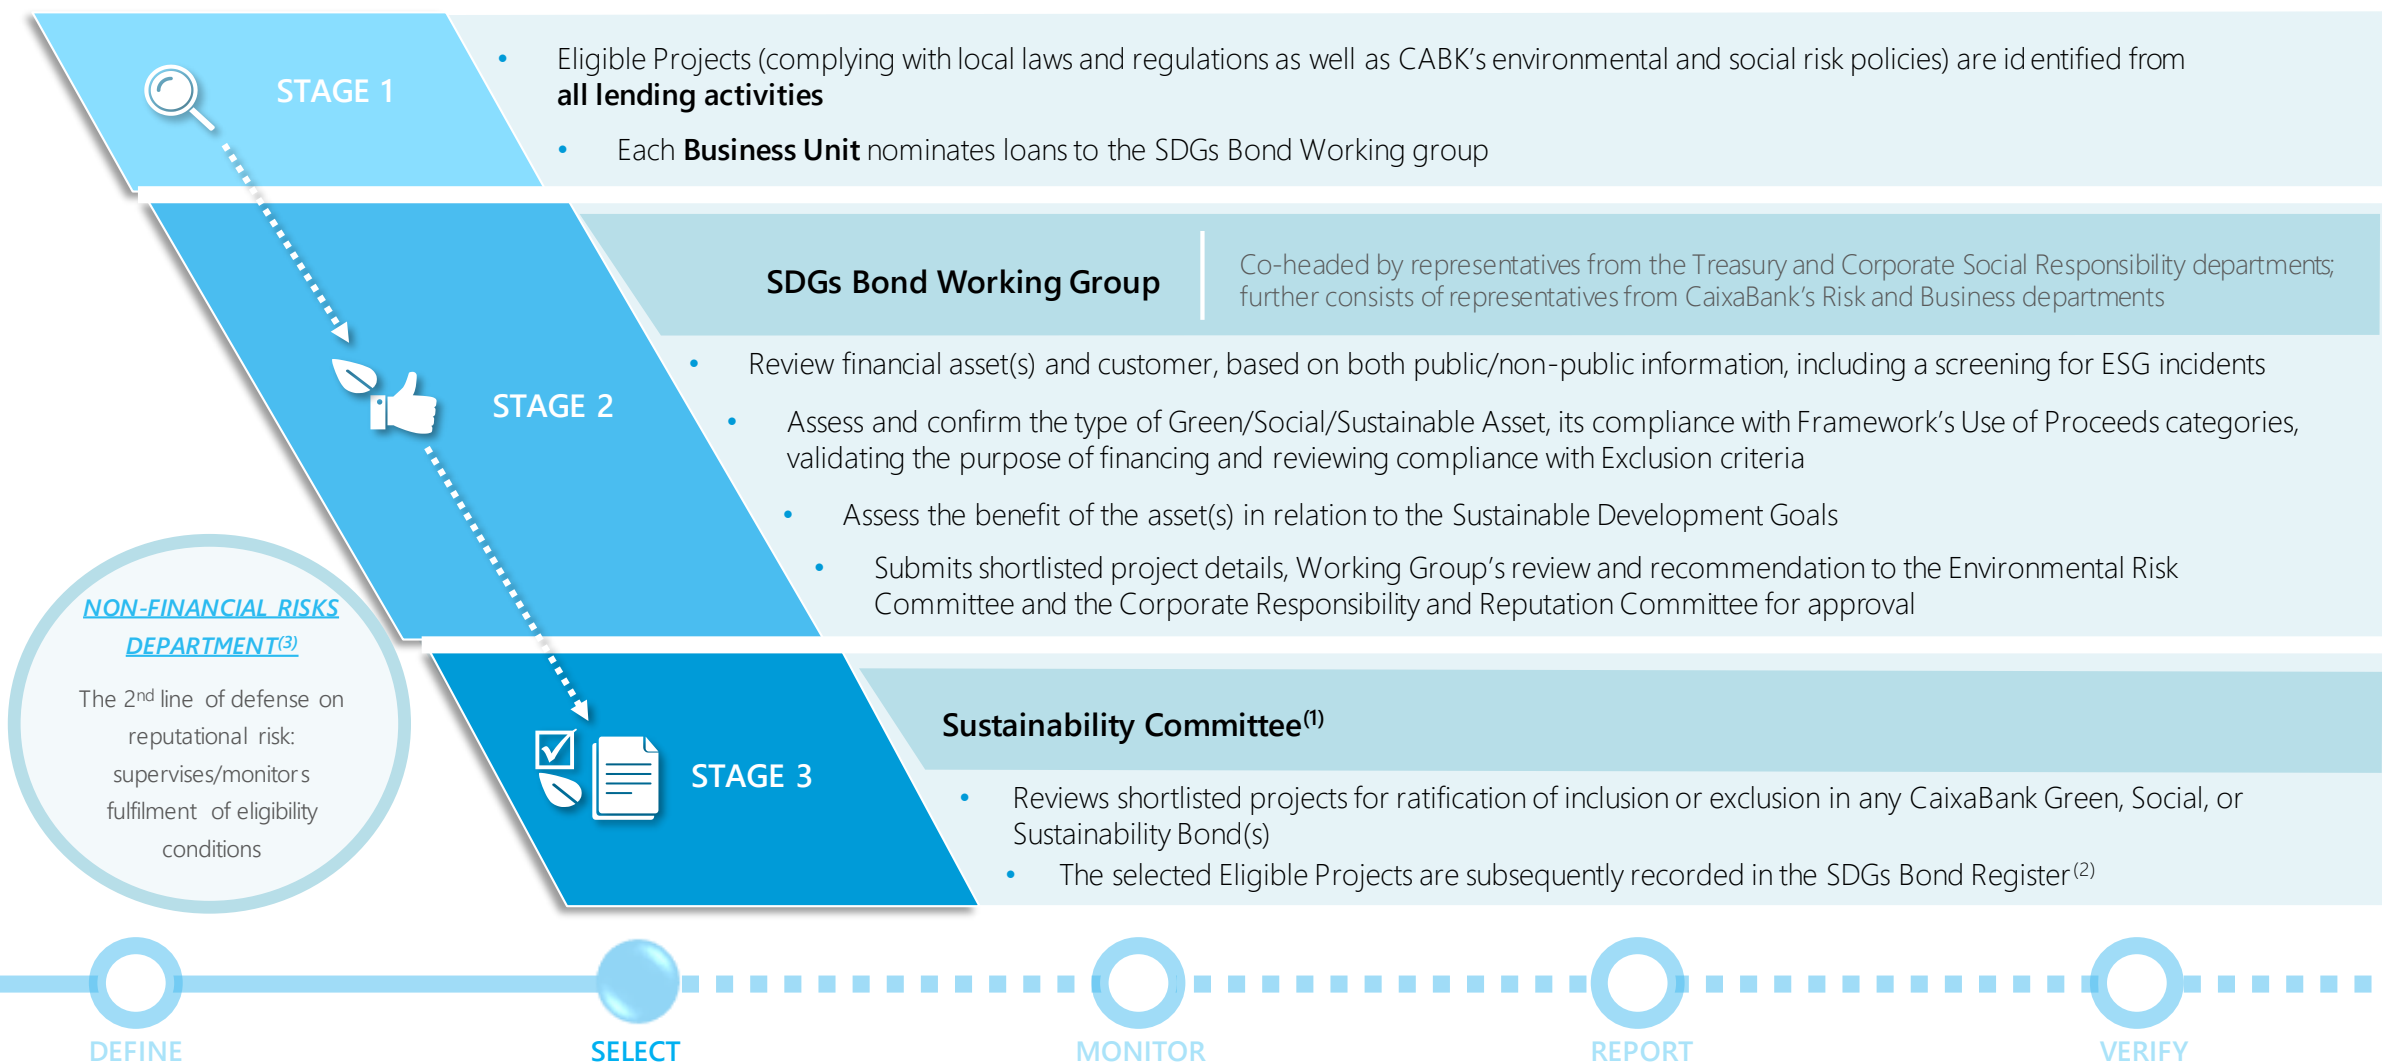 STAGE 1
• Eligible Projects (complying with local laws and regulations as well as CABK's environmental and social risk policies) are identified from
all lending activities
• Each Business Unit nominates loans to the SDGs Bond Working group
STAGE 2
SDGs Bond Working Group
Co-headed by representatives from the Treasury and Corporate Social Responsibility departments;
further consists of representatives from CaixaBank's Risk and Business departments
• Review financial asset(s) and customer, based on both public/non-public information, including a screening for ESG incidents
• Assess and confirm the type of Green/Social/Sustainable Asset, its compliance with Framework's Use of Proceeds categories,
validating the purpose of financing and reviewing compliance with Exclusion criteria
• Assess the benefit of the asset(s) in relation to the Sustainable Development Goals
• Submits shortlisted project details, Working Group's review and recommendation to the Environmental Risk
Committee and the Corporate Responsibility and Reputation Committee for approval
NON-FINANCIAL RISKS
DEPARTMENT(3)
The 2nd line of defense on
reputational risk:
supervises/monitors
fulfilment of eligibility
conditions
STAGE 3
Sustainability Committee(1)
• Reviews shortlisted projects for ratification of inclusion or exclusion in any CaixaBank Green, Social, or
Sustainability Bond(s)
• The selected Eligible Projects are subsequently recorded in the SDGs Bond Register(2)
DEFINE
SELECT
MONITOR
REPORT
VERIFY